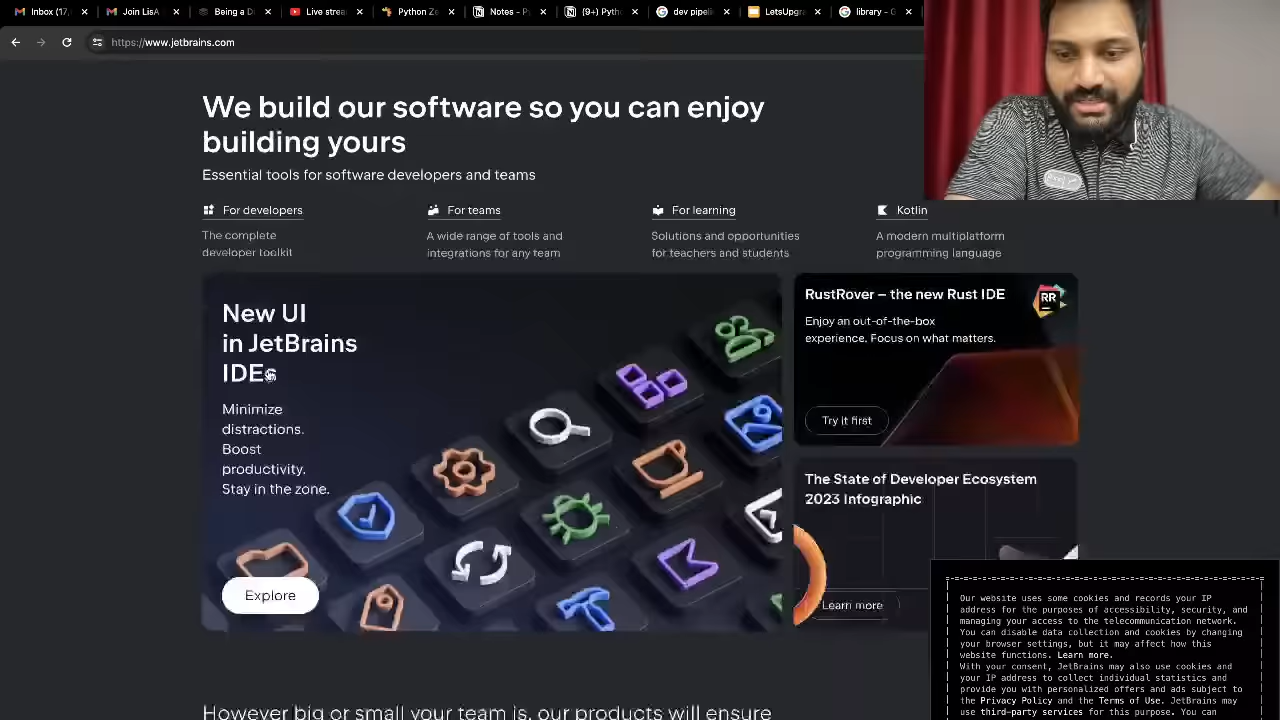 Inbox (17,
Join LisA
Being a D
Live strea
Python Ze
Notes - P
(9+) Pyth
dev pipeli
LetsUpgra
library - G
https://www.jetbrains.com
We build our software so you can enjoy
building yours
Essential tools for software developers and teams
For developers
The complete
developer toolkit
For teams
A wide range of tools and
integrations for any team
For learning
Solutions and opportunities
for teachers and students
Kotlin
A modern multiplatform
programming language
New UI
in JetBrains
IDEs
Minimize
distractions.
Boost
productivity.
Stay in the zone.
Explore
RustRover – the new Rust IDE
RR
Enjoy an out-of-the-box
experience. Focus on what matters.
Try it first
The State of Developer Ecosystem
2023 Infographic
Learn more
Our website uses some cookies and records your IP
address for the purposes of accessibility, security, and
managing your access to the telecommunication network.
You can disable data collection and cookies by changing
your browser settings, but it may affect how this
website functions. Learn more.
With your consent, JetBrains may also use cookies and
your IP address to collect individual statistics and
provide you with personalized offers and ads subject to
the Privacy Policy and the Terms of Use. JetBrains may
use third-party services for this purpose. You can
However big or small your team is, our products will ensure